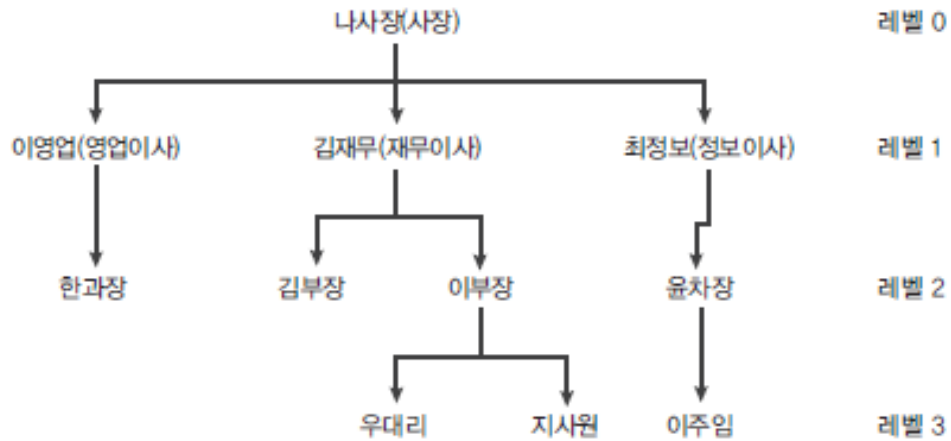 나사장(사장) 레벨 0
이영업(영업이사) 김재무(재무이사) 최정보(정보이사) 레벨 1
한과장 김부장 이부장 윤차장 레벨 2
우대리 지사원 이주임 레벨 3